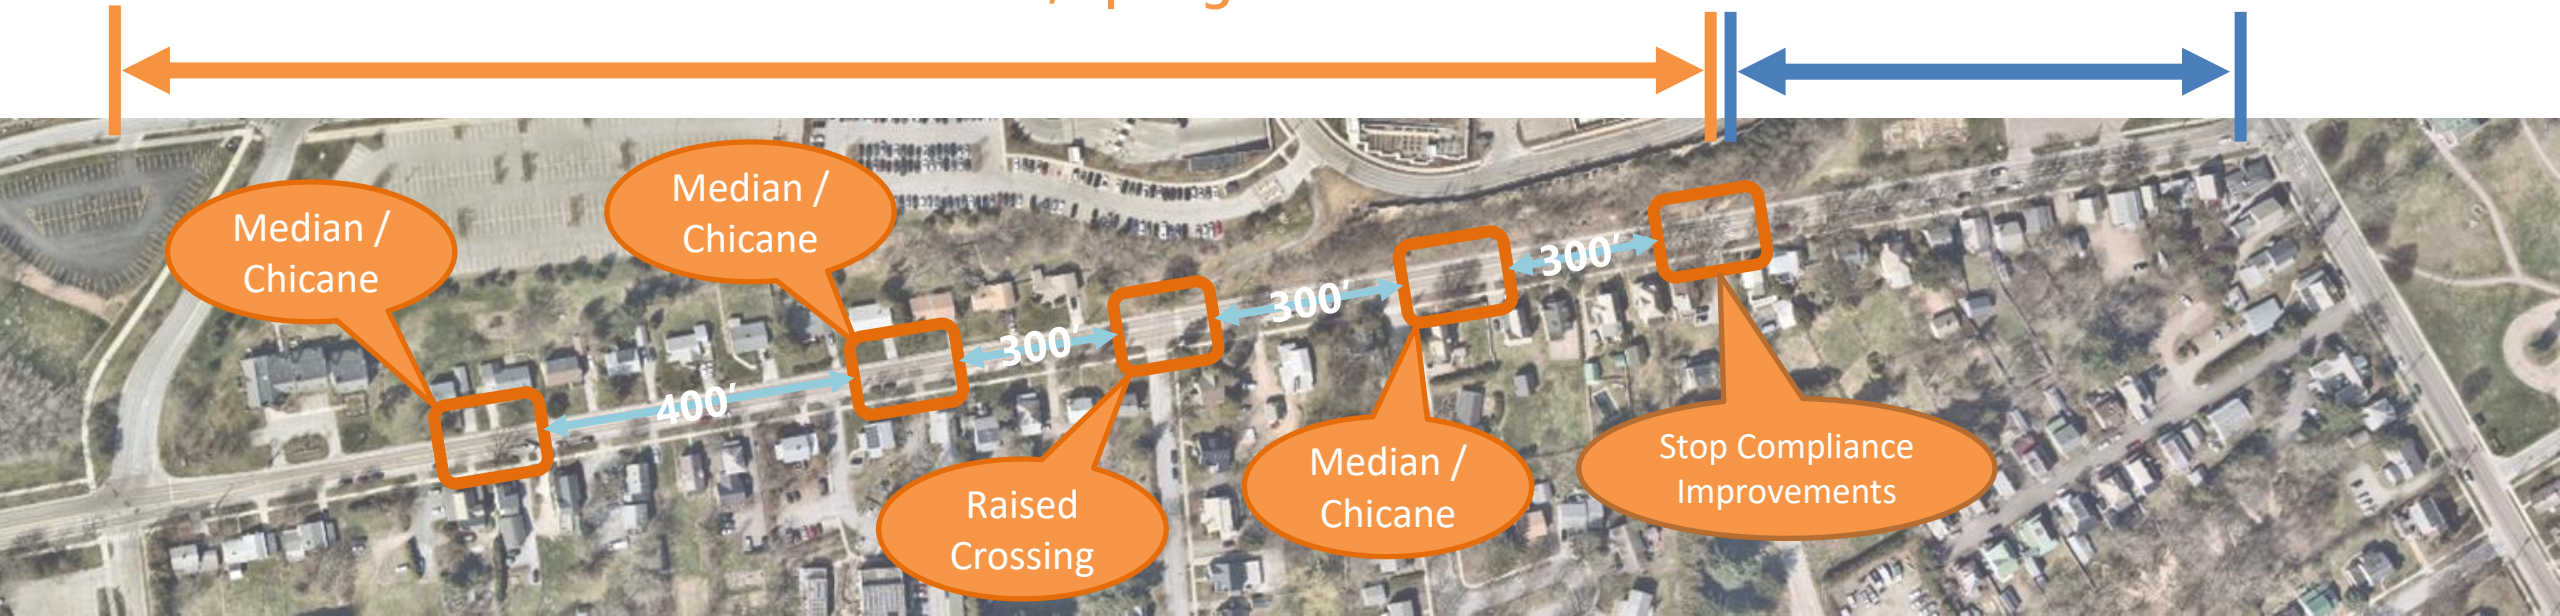 Median /
Chicane
Median /
Chicane
400′
300′
300′
300′
Raised
Crossing
Median /
Chicane
Stop Compliance
Improvements